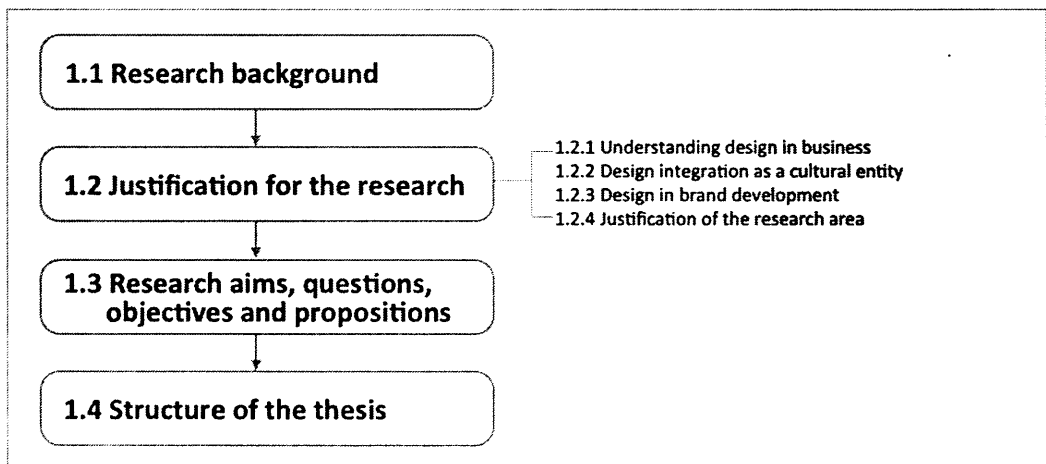 1.1 Research background
1.2 Justification for the research
1.2.1 Understanding design in business
1.2.2 Design integration as a cultural entity
1.2.3 Design in brand development
1.2.4 Justification of the research area
1.3 Research aims, questions,
objectives and propositions
1.4 Structure of the thesis